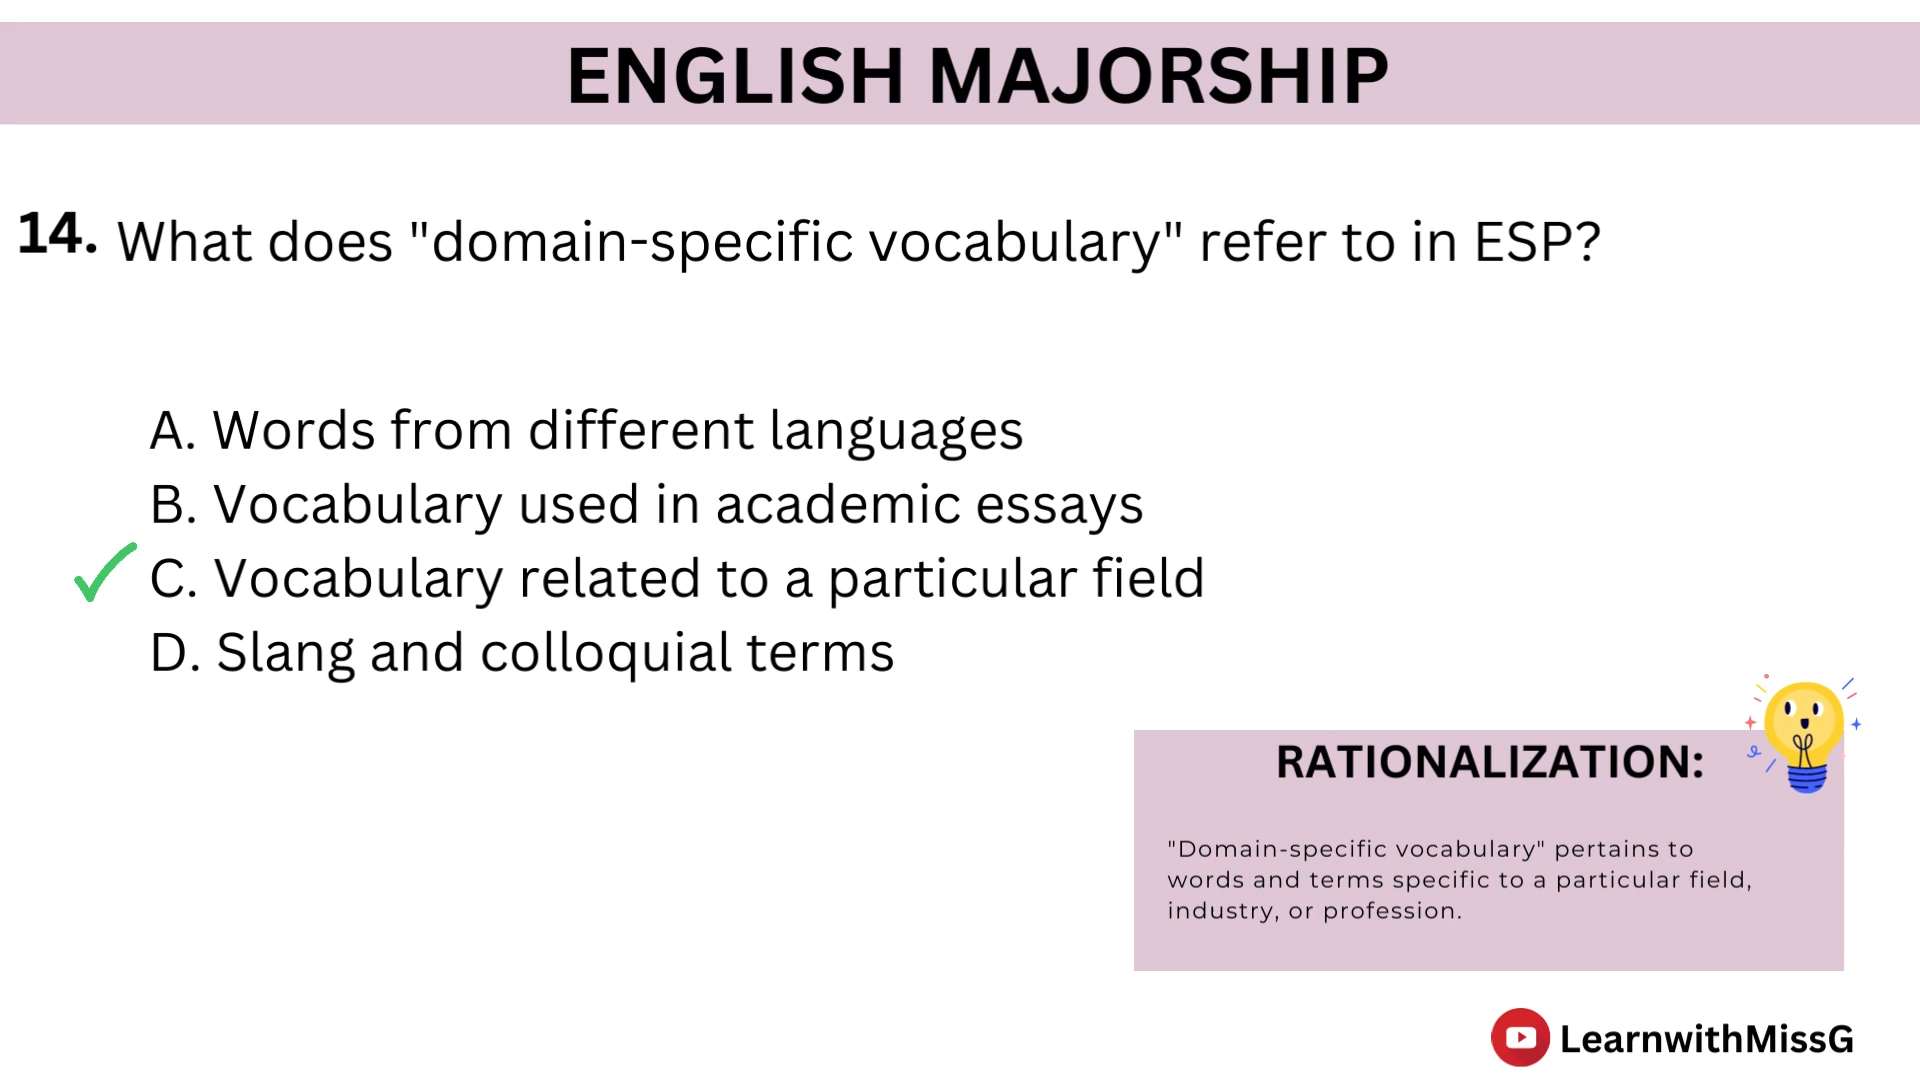 ENGLISH MAJORSHIP
14. What does "domain-specific vocabulary" refer to in ESP?
A. Words from different languages
B. Vocabulary used in academic essays
C. Vocabulary related to a particular field
D. Slang and colloquial terms
RATIONALIZATION:
"Domain-specific vocabulary" pertains to
words and terms specific to a particular field,
industry, or profession.
LearnwithMissG